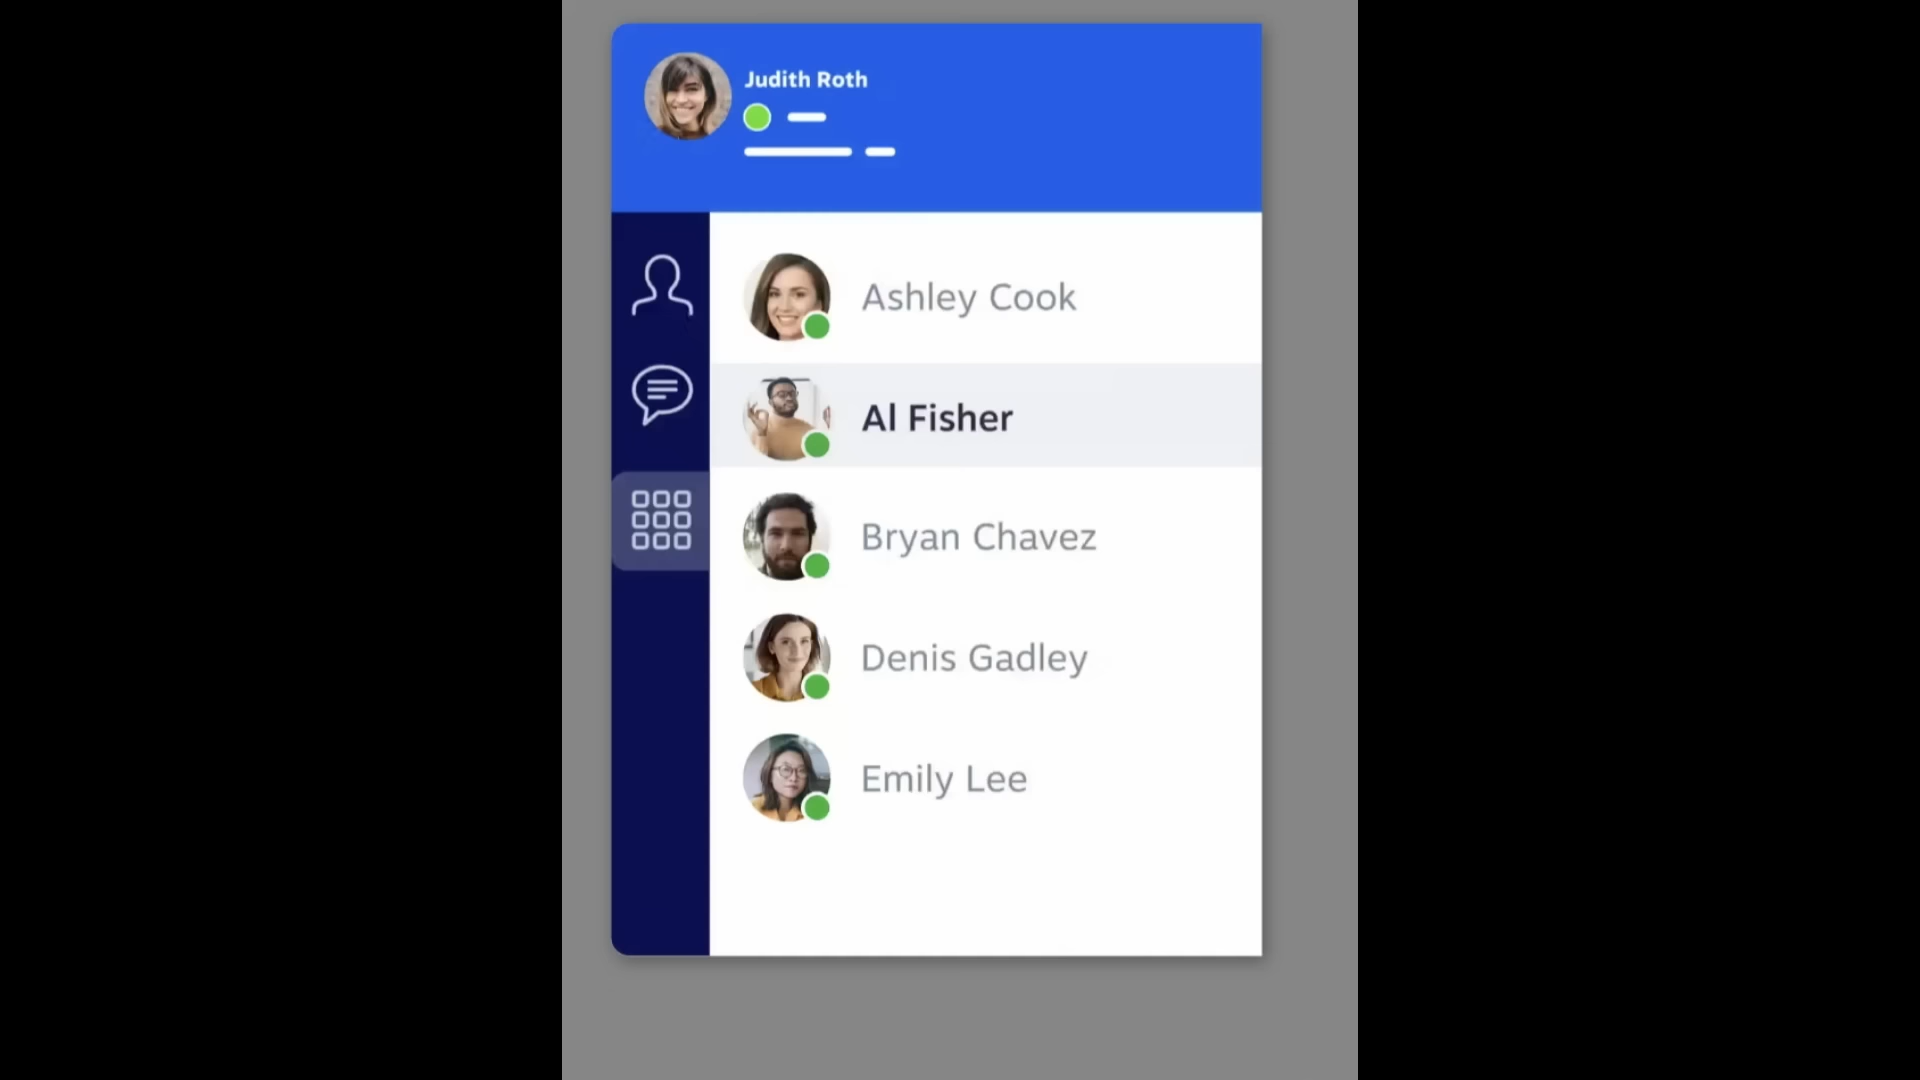 Judith Roth
Ashley Cook
Al Fisher
Bryan Chavez
Denis Gadley
Emily Lee